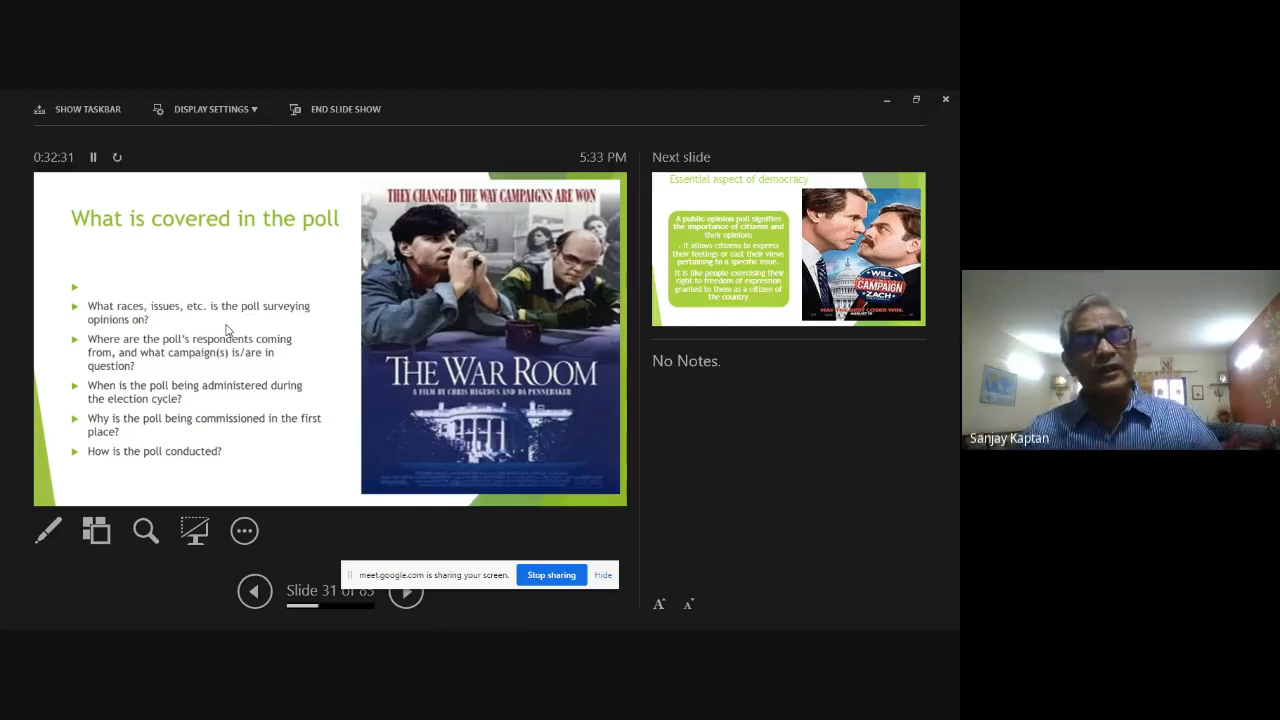 SHOW TASKBAR
DISPLAY SETTINGS ▼
END SLIDE SHOW
0:32:31
5:33 PM
Next slide
What is covered in the poll
What races, issues, etc. is the poll surveying
opinions on?
Where are the poll's respondents coming
from, and what campaign(s) is/are in
question?
When is the poll being administered during
the election cycle?
Why is the poll being commissioned in the first
place?
How is the poll conducted?
THEY CHANGED THE WAY CAMPAIGNS ARE WON
THE WAR ROOM
A FILM BY CHRIS HEGEDUS AND DA PENNEBAKER
Essential aspect of democracy
A public opinion poll signifies
the importance of citizens and
their opinions
. It allows citizens to express
their feelings or cast their views
pertaining to a specific issue.
It is like people exercising their
right to freedom of expression
granted to them as a citizen of
the country
WILL
CAMPAIGN
ZACH
MAY THE BEST LOSER WIN.
No Notes.
Sanjay Kaptan
meet.google.com is sharing your screen.
Stop sharing
Hide
Slide 31 of 85
A
A